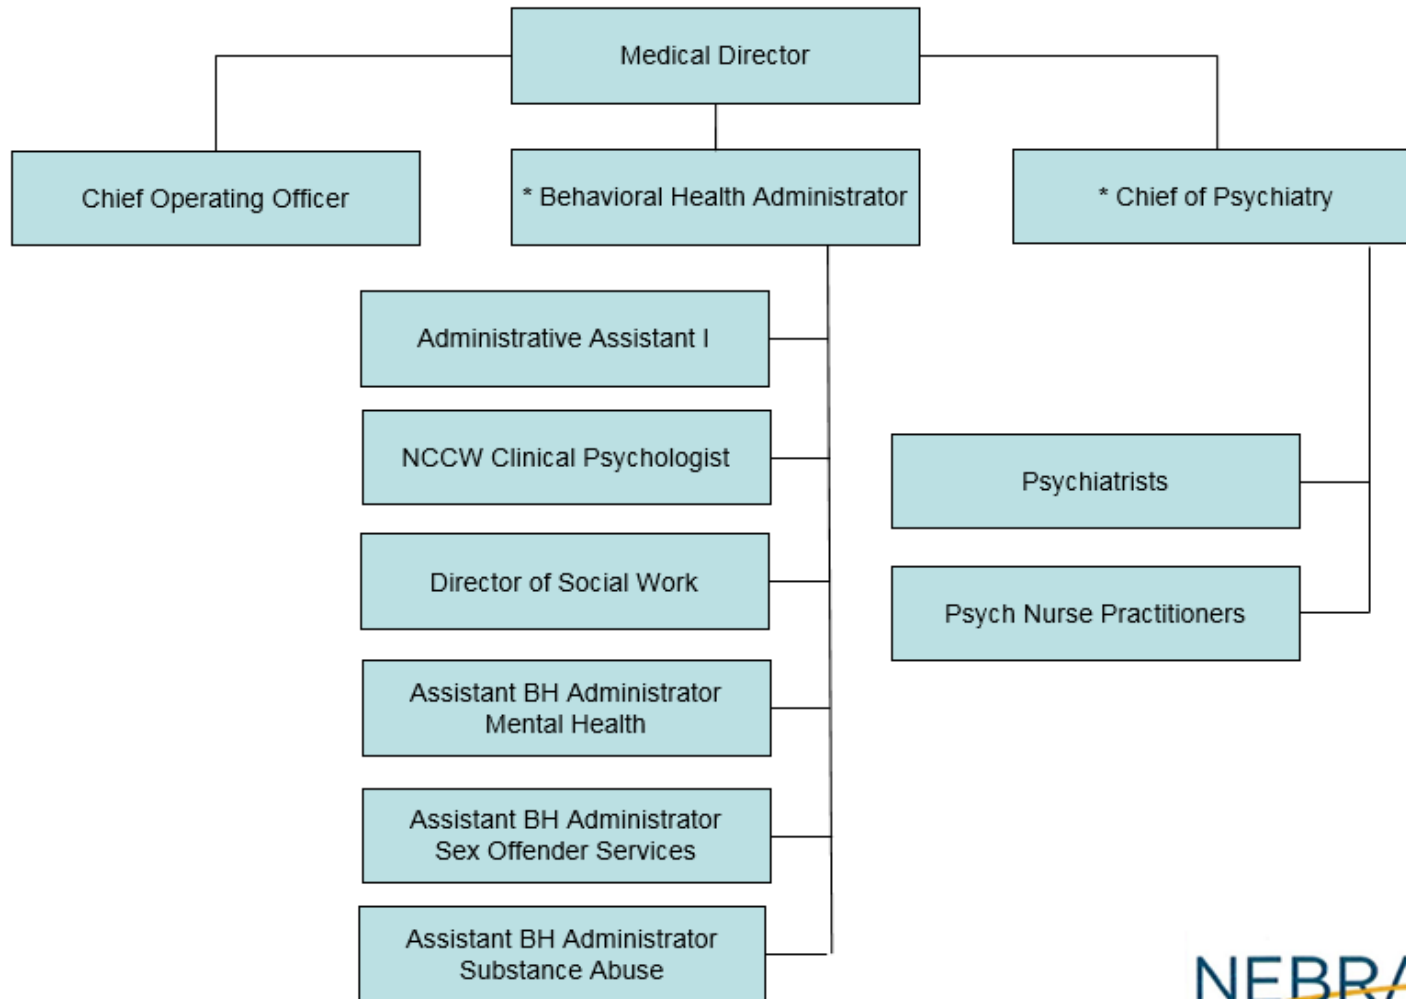 Medical Director
Chief Operating Officer
* Behavioral Health Administrator
* Chief of Psychiatry
Administrative Assistant I
NCCW Clinical Psychologist
Director of Social Work
Assistant BH Administrator
Mental Health
Assistant BH Administrator
Sex Offender Services
Assistant BH Administrator
Substance Abuse
Psychiatrists
Psych Nurse Practitioners
NEBRA